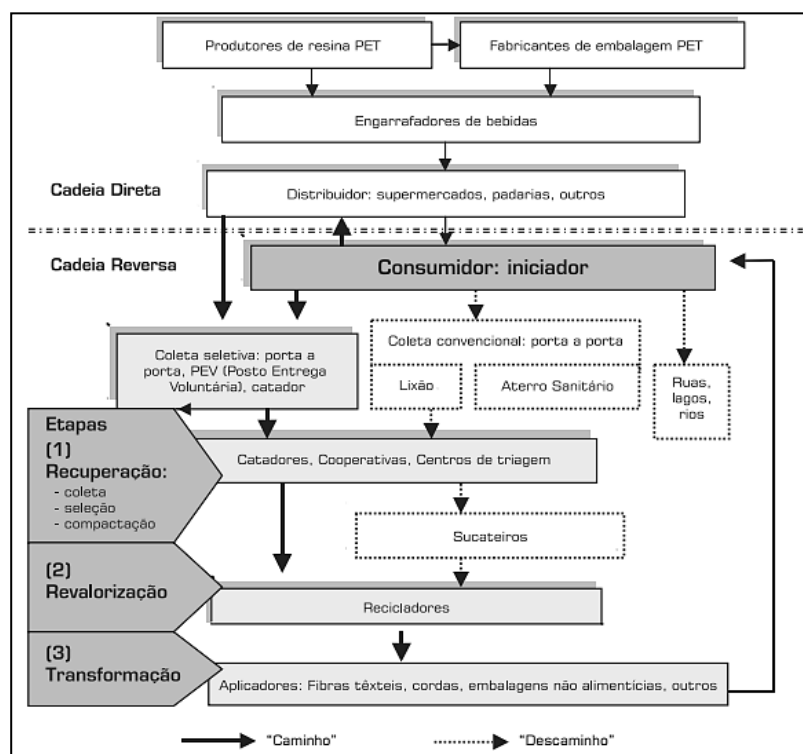 Produtores de resina PET
Fabricantes de embalagem PET
Engarrafadores de bebidas
Cadeia Direta
Distribuidor: supermercados, padarias, outros
Cadeia Reversa
Consumidor: iniciador
Coleta seletiva: porta a
porta, PEV (Posto Entrega
Voluntária), catador
Coleta convencional: porta a porta
Lixão
Aterro Sanitário
Ruas,
lagos,
rios
Etapas
(1)
Recuperação:
- coleta
- seleção
- compactação
Catadores, Cooperativas, Centros de triagem
Sucateiros
(2)
Revalorização
Recicladores
(3)
Transformação
Aplicadores: Fibras têxteis, cordas, embalagens não alimentícias, outros
"Caminho"
"Descaminho"